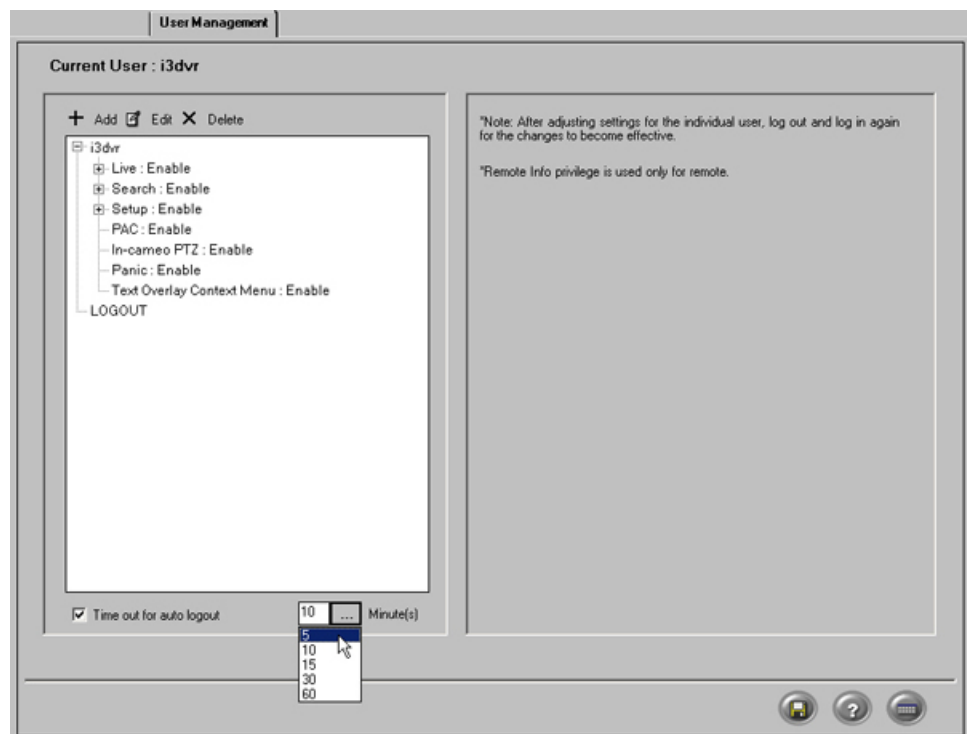 User Management
Current User : i3dvr
Add Edit Delete
i3dvr
Live : Enable
Search : Enable
Setup : Enable
PAC : Enable
In-cameo PTZ : Enable
Panic : Enable
Text Overlay Context Menu : Enable
LOGOUT
Time out for auto logout 10 ... Minute(s)
5
10
15
30
60
*Note: After adjusting settings for the individual user, log out and log in again
for the changes to become effective.
*Remote Info privilege is used only for remote.
?